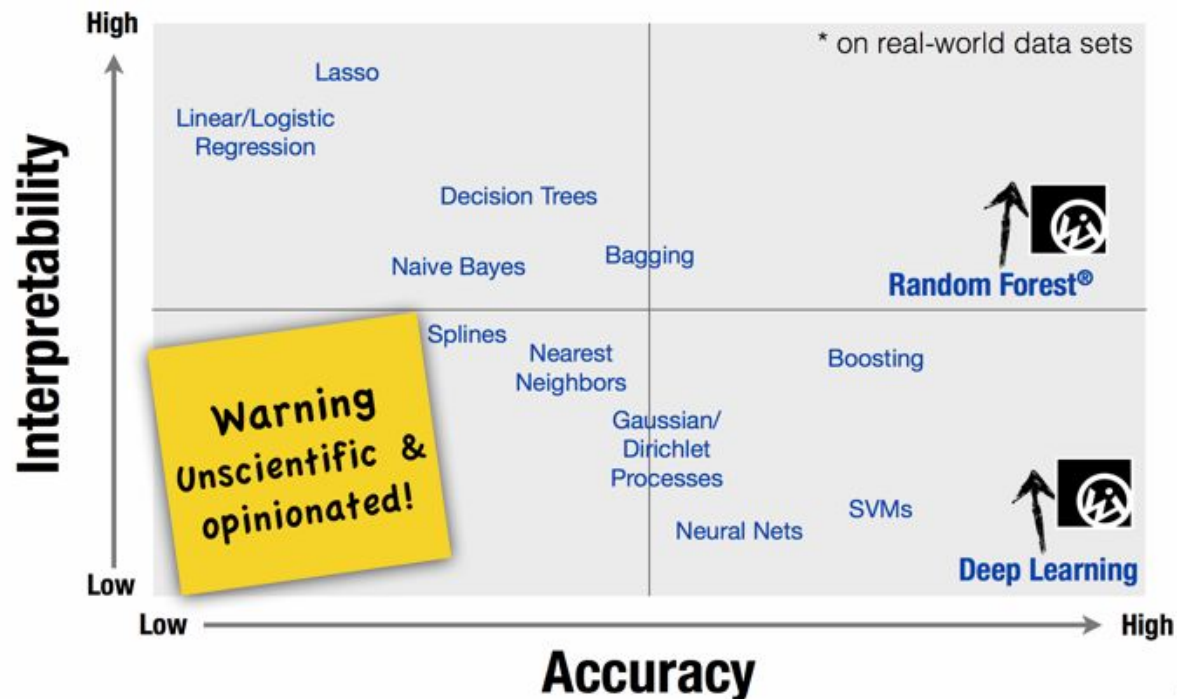 High
* on real-world data sets
Lasso
Linear/Logistic
Regression
Decision Trees
Naive Bayes
Bagging
Random Forest®
Interpretability
Splines
Nearest
Neighbors
Boosting
Warning
Unscientific &
opinionated!
Gaussian/
Dirichlet
Processes
SVMs
Neural Nets
Deep Learning
Low
Low
High
Accuracy